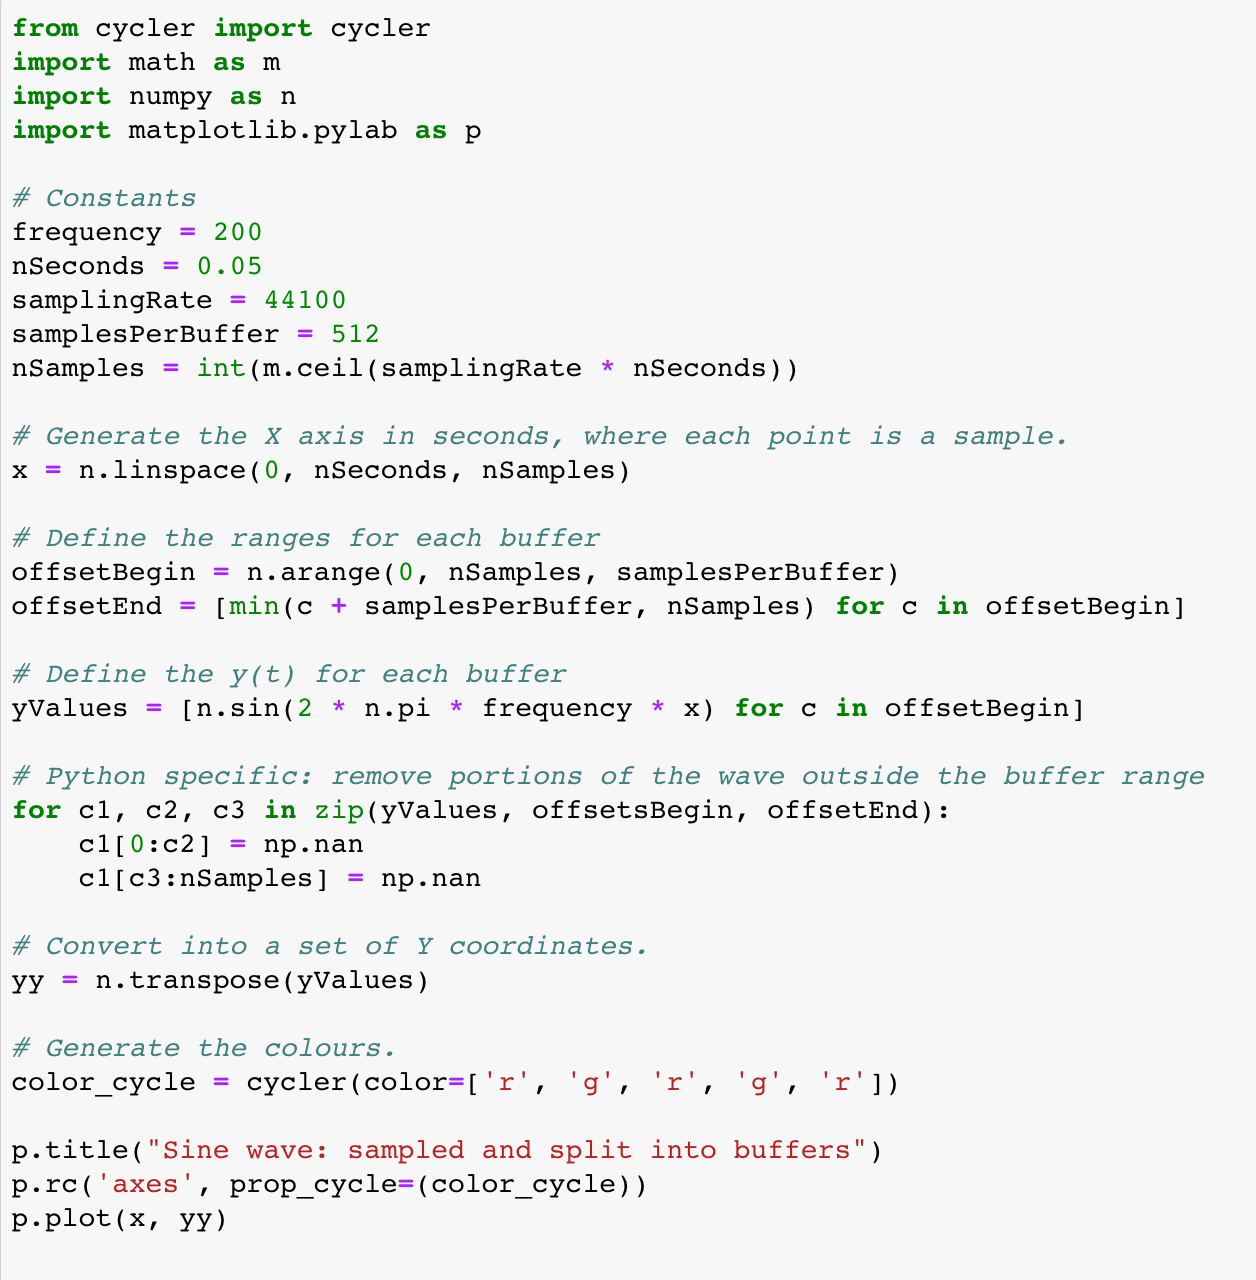 from cycler import cycler
import math as m
import numpy as n
import matplotlib.pylab as p

# Constants
frequency = 200
nSeconds = 0.05
samplingRate = 44100
samplesPerBuffer = 512
nSamples = int(m.ceil(samplingRate * nSeconds))

# Generate the X axis in seconds, where each point is a sample.
x = n.linspace(0, nSeconds, nSamples)

# Define the ranges for each buffer
offsetBegin = n.arange(0, nSamples, samplesPerBuffer)
offsetEnd = [min(c + samplesPerBuffer, nSamples) for c in offsetBegin]

# Define the y(t) for each buffer
yValues = [n.sin(2 * n.pi * frequency * x) for c in offsetBegin]

# Python specific: remove portions of the wave outside the buffer range
for c1, c2, c3 in zip(yValues, offsetsBegin, offsetEnd):
    c1[0:c2] = np.nan
    c1[c3:nSamples] = np.nan

# Convert into a set of Y coordinates.
yy = n.transpose(yValues)

# Generate the colours.
color_cycle = cycler(color=['r', 'g', 'r', 'g', 'r'])

p.title("Sine wave: sampled and split into buffers")
p.rc('axes', prop_cycle=(color_cycle))
p.plot(x, yy)